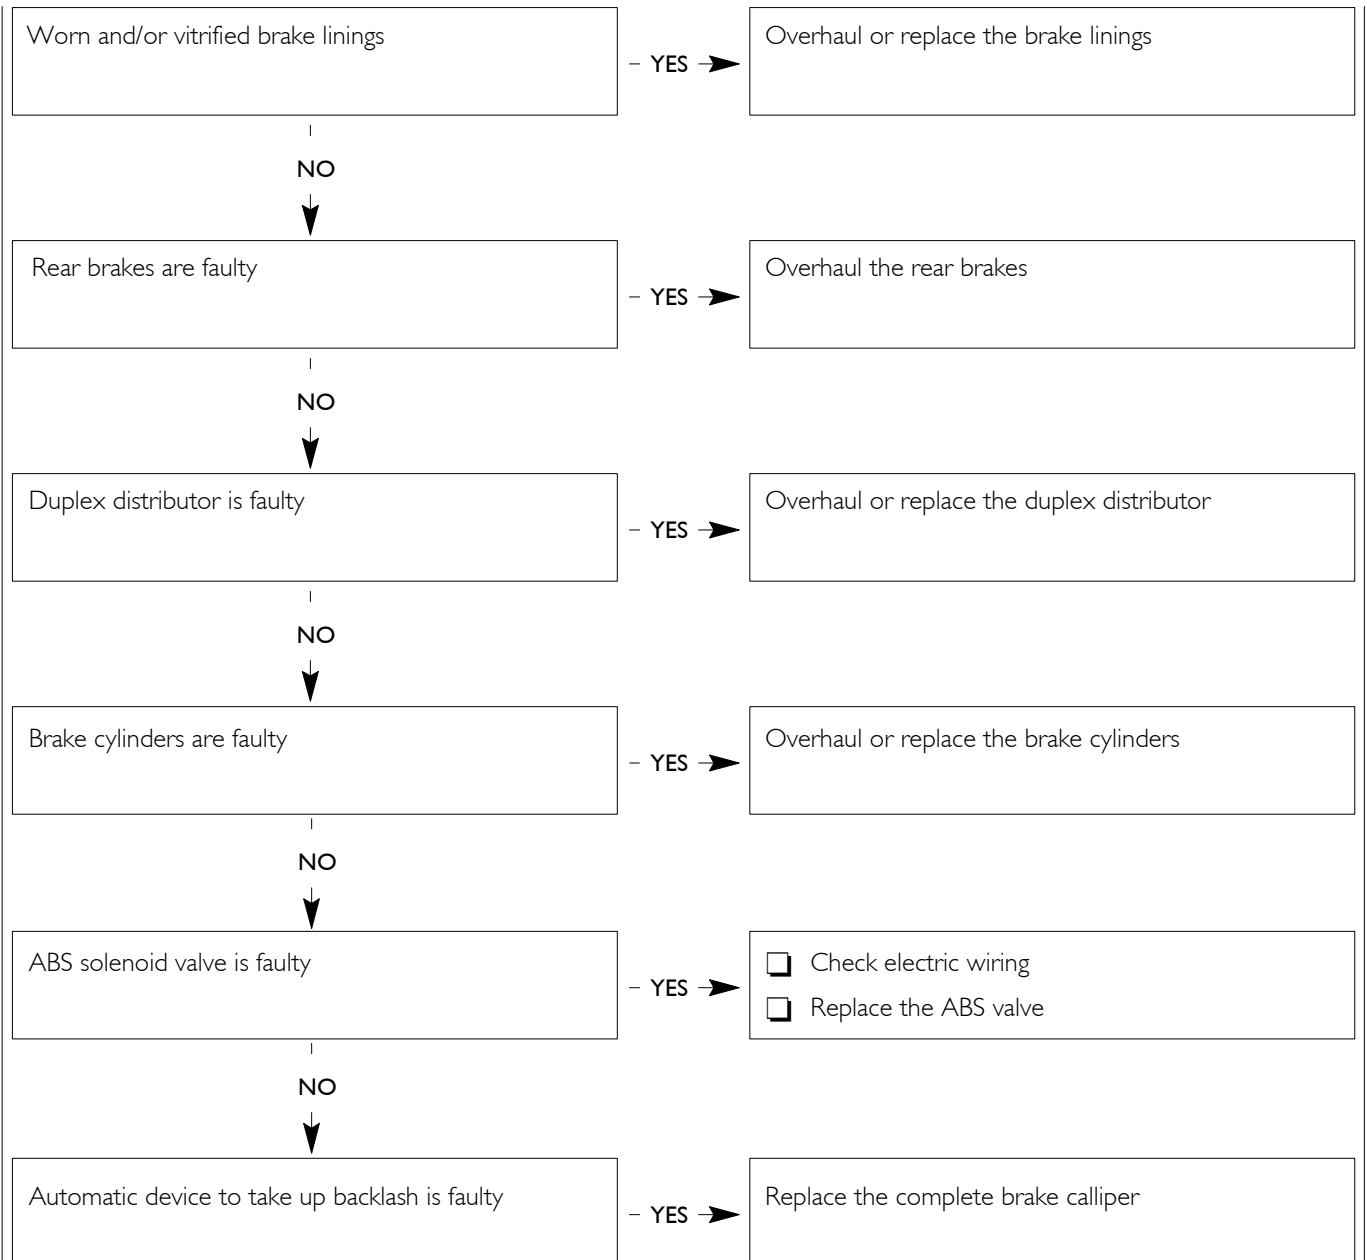 Worn and/or vitrified brake linings
– YES
Overhaul or replace the brake linings
NO
Rear brakes are faulty
– YES
Overhaul the rear brakes
NO
Duplex distributor is faulty
– YES
Overhaul or replace the duplex distributor
NO
Brake cylinders are faulty
– YES
Overhaul or replace the brake cylinders
NO
ABS solenoid valve is faulty
– YES
❑ Check electric wiring
❑ Replace the ABS valve
NO
Automatic device to take up backlash is faulty
– YES
Replace the complete brake calliper